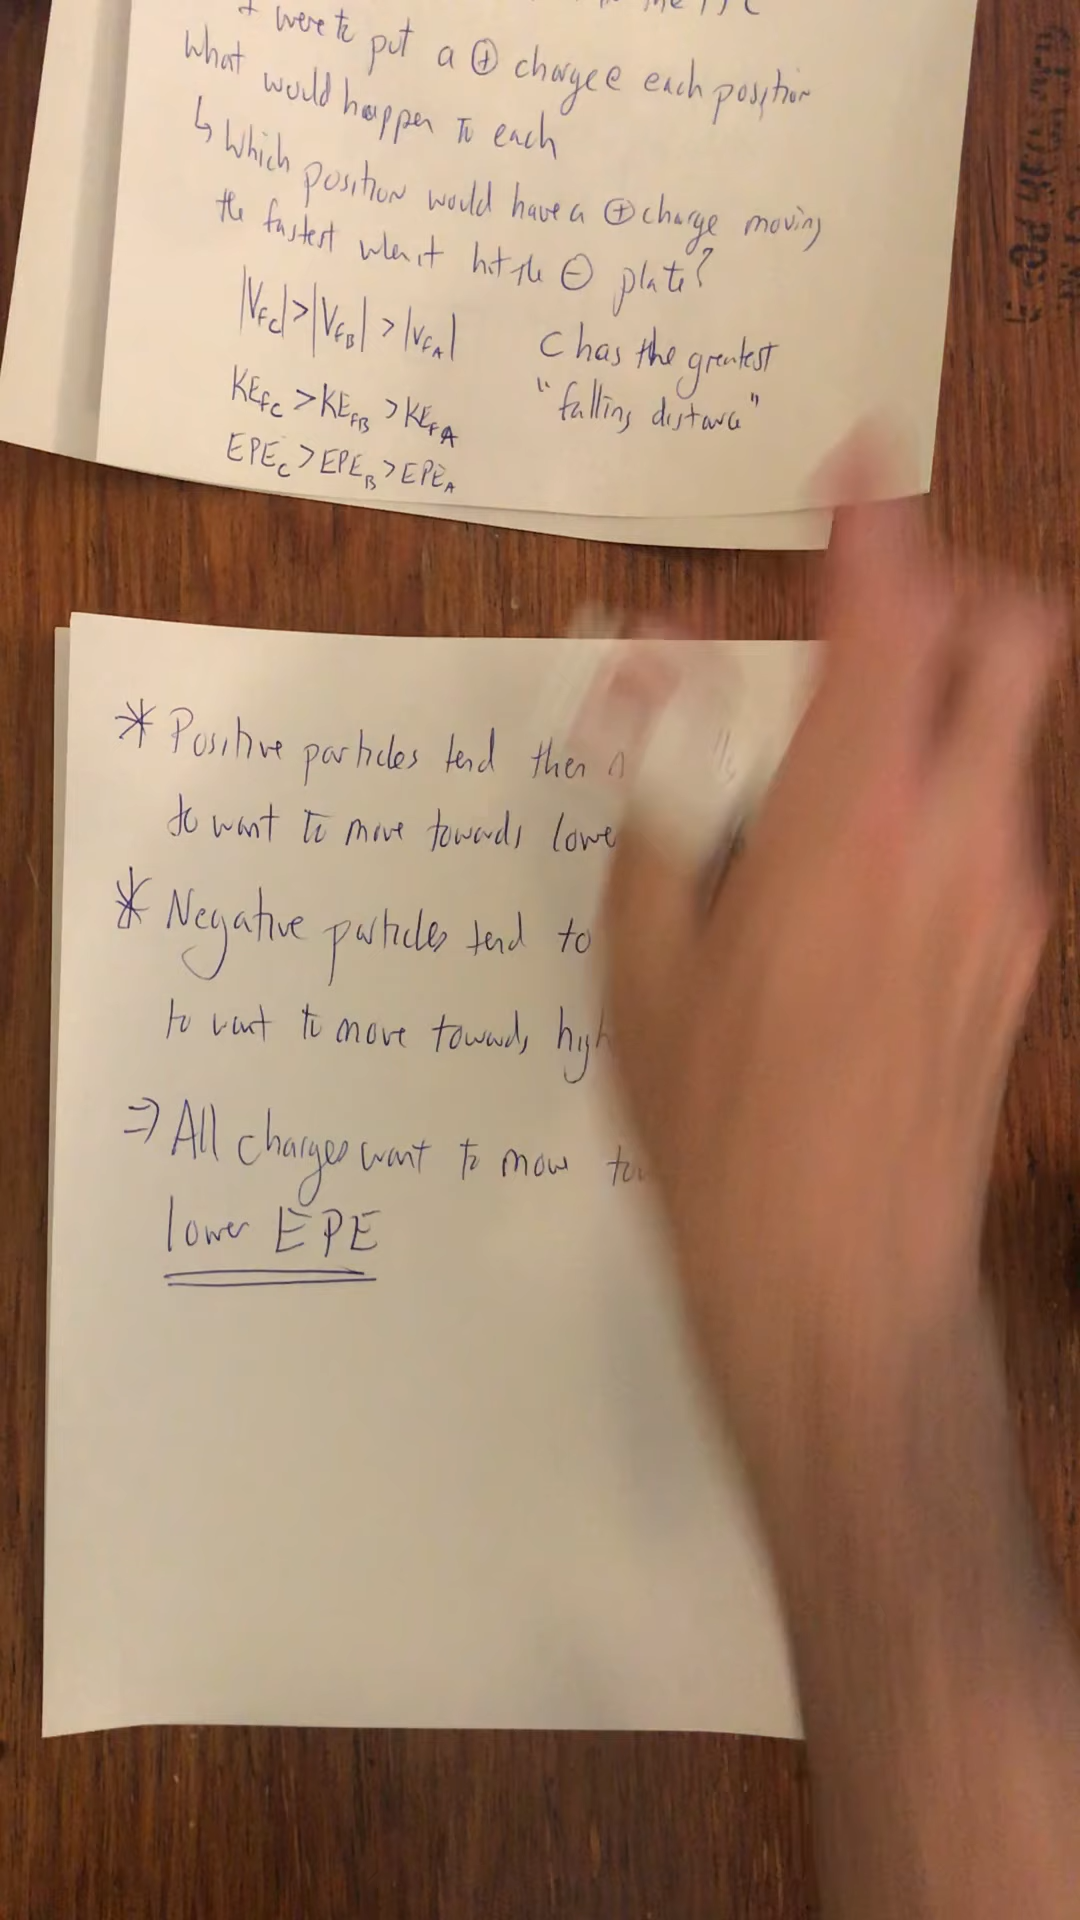 I were to put a ⊕ charge @ each position
what would happen to each
↳ Which position would have a ⊕ charge moving
the fastest when it hit the ⊖ plate?
|V_fC| > |V_fB| > |V_fA|
C has the greatest
KE_fC > KE_fB > KE_fA
"falling distance"
EPE_C > EPE_B > EPE_A
* Positive particles tend then
to want to move towards lowe
* Negative particles tend to
to want to move towards high
⇒ All charges want to move
lower EPE